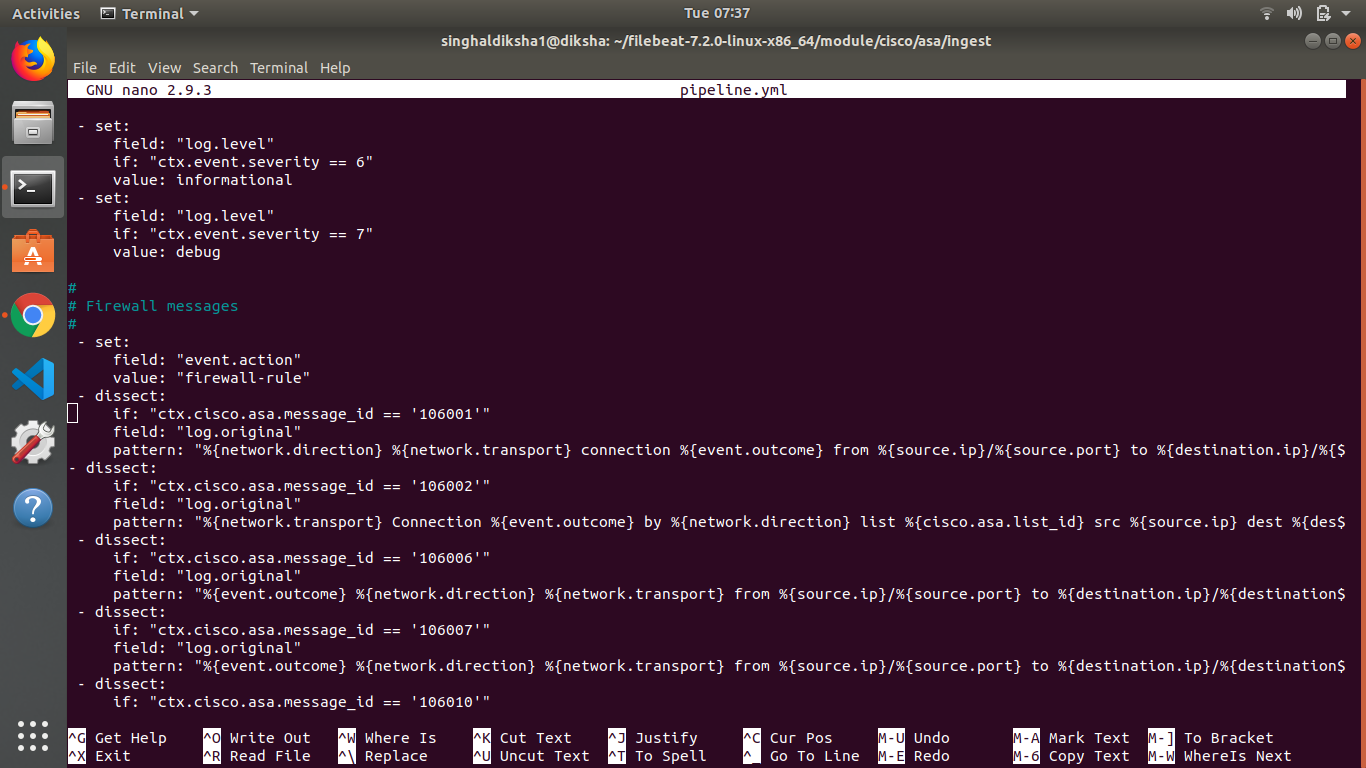 Activities Terminal Tue 07:37
singhaldiksha1@diksha: ~/filebeat-7.2.0-linux-x86_64/module/cisco/asa/ingest
File Edit View Search Terminal Help
GNU nano 2.9.3 pipeline.yml
- set:
field: "log.level"
if: "ctx.event.severity == 6"
value: informational
- set:
field: "log.level"
if: "ctx.event.severity == 7"
value: debug
#
# Firewall messages
#
- set:
field: "event.action"
value: "firewall-rule"
- dissect:
if: "ctx.cisco.asa.message_id == '106001'"
field: "log.original"
pattern: "%{network.direction} %{network.transport} connection %{event.outcome} from %{source.ip}/%{source.port} to %{destination.ip}/%{$
- dissect:
if: "ctx.cisco.asa.message_id == '106002'"
field: "log.original"
pattern: "%{network.transport} Connection %{event.outcome} by %{network.direction} list %{cisco.asa.list_id} src %{source.ip} dest %{des$
- dissect:
if: "ctx.cisco.asa.message_id == '106006'"
field: "log.original"
pattern: "%{event.outcome} %{network.direction} %{network.transport} from %{source.ip}/%{source.port} to %{destination.ip}/%{destination$
- dissect:
if: "ctx.cisco.asa.message_id == '106007'"
field: "log.original"
pattern: "%{event.outcome} %{network.direction} %{network.transport} from %{source.ip}/%{source.port} to %{destination.ip}/%{destination$
- dissect:
if: "ctx.cisco.asa.message_id == '106010'"
^G Get Help ^O Write Out ^W Where Is ^K Cut Text ^J Justify ^C Cur Pos M-U Undo M-A Mark Text M-] To Bracket
^X Exit ^R Read File ^\ Replace ^U Uncut Text ^T To Spell ^_ Go To Line M-E Redo M-6 Copy Text M-W WhereIs Next